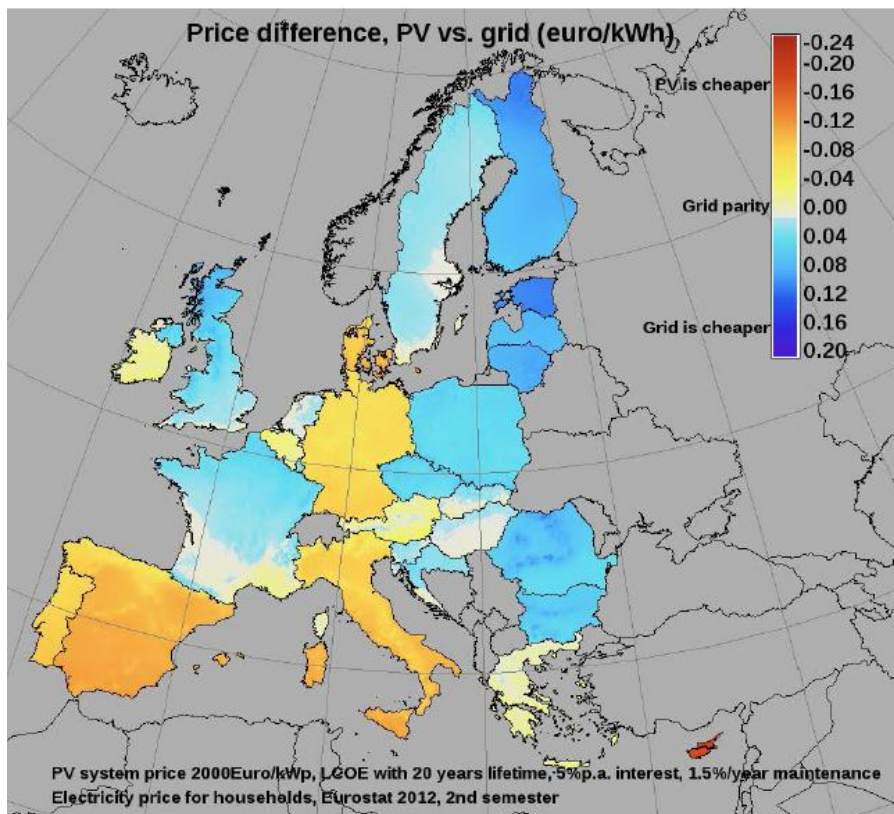 Price difference, PV vs. grid (euro/kWh)
-0.24
-0.20
PV is cheaper
-0.16
-0.12
-0.08
-0.04
Grid parity
0.00
0.04
0.08
0.12
Grid is cheaper
0.16
0.20
PV system price 2000Euro/kWp, LCOE with 20 years lifetime, 5%p.a. interest, 1.5%/year maintenance
Electricity price for households, Eurostat 2012, 2nd semester